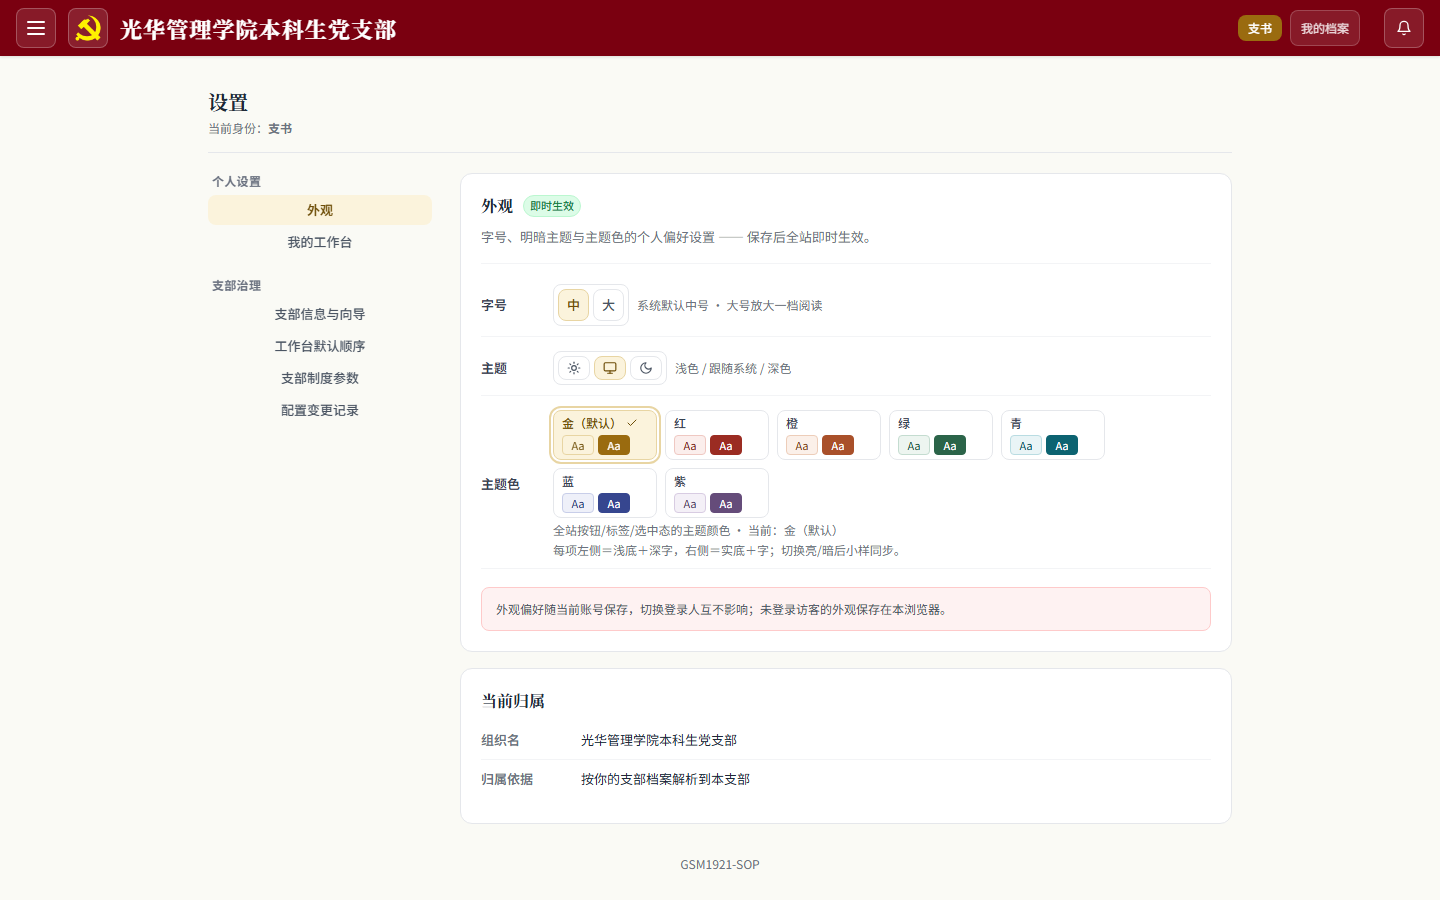 光华管理学院本科生党支部
支书
我的档案
设置
当前身份：支书
个人设置
外观
我的工作台
支部治理
支部信息与向导
工作台默认顺序
支部制度参数
配置变更记录
外观
即时生效
字号、明暗主题与主题色的个人偏好设置 —— 保存后全站即时生效。
字号
中
大
系统默认中号 · 大号放大一档阅读
主题
浅色 / 跟随系统 / 深色
主题色
金（默认）
Aa Aa
红
Aa Aa
橙
Aa Aa
绿
Aa Aa
青
Aa Aa
蓝
Aa Aa
紫
Aa Aa
全站按钮/标签/选中态的主题颜色 · 当前：金（默认）
每项左侧＝浅底＋深字，右侧＝实底＋字；切换亮/暗后小样同步。
外观偏好随当前账号保存，切换登录人互不影响；未登录访客的外观保存在本浏览器。
当前归属
组织名
光华管理学院本科生党支部
归属依据
按你的支部档案解析到本支部
GSM1921-SOP